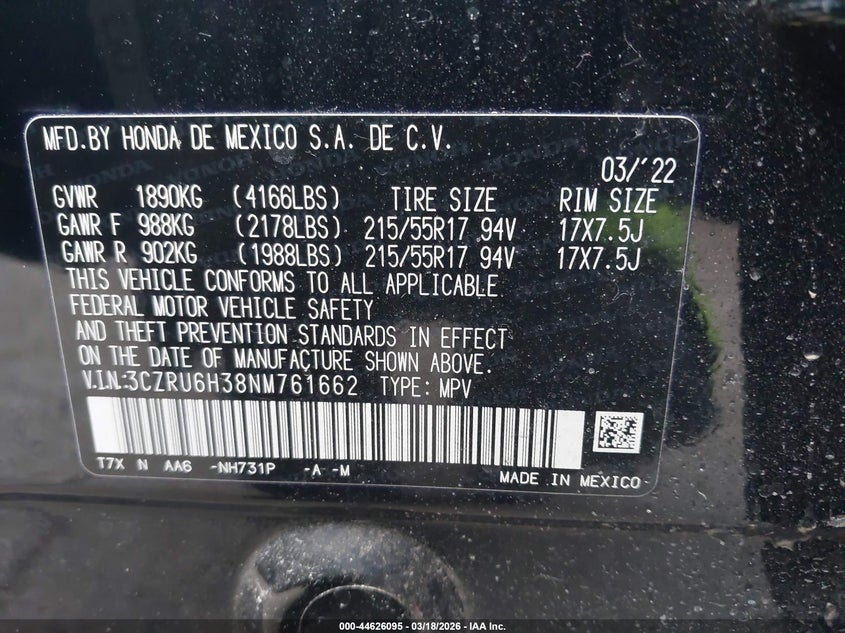 MFD.BY HONDA DE MEXICO S.A. DE C.V.
03/'22
GVWR 1890KG (4166LBS) TIRE SIZE RIM SIZE
GAWR F 988KG (2178LBS) 215/55R17 94V 17X7.5J
GAWR R 902KG (1988LBS) 215/55R17 94V 17X7.5J
THIS VEHICLE CONFORMS TO ALL APPLICABLE
FEDERAL MOTOR VEHICLE SAFETY
AND THEFT PREVENTION STANDARDS IN EFFECT
ON THE DATE OF MANUFACTURE SHOWN ABOVE.
V.I.N.:3CZRU6H38NM761662 TYPE: MPV
T7X N AA6 -NH731P -A -M
MADE IN MEXICO
000-44626095 - 03/18/2026 - IAA Inc.